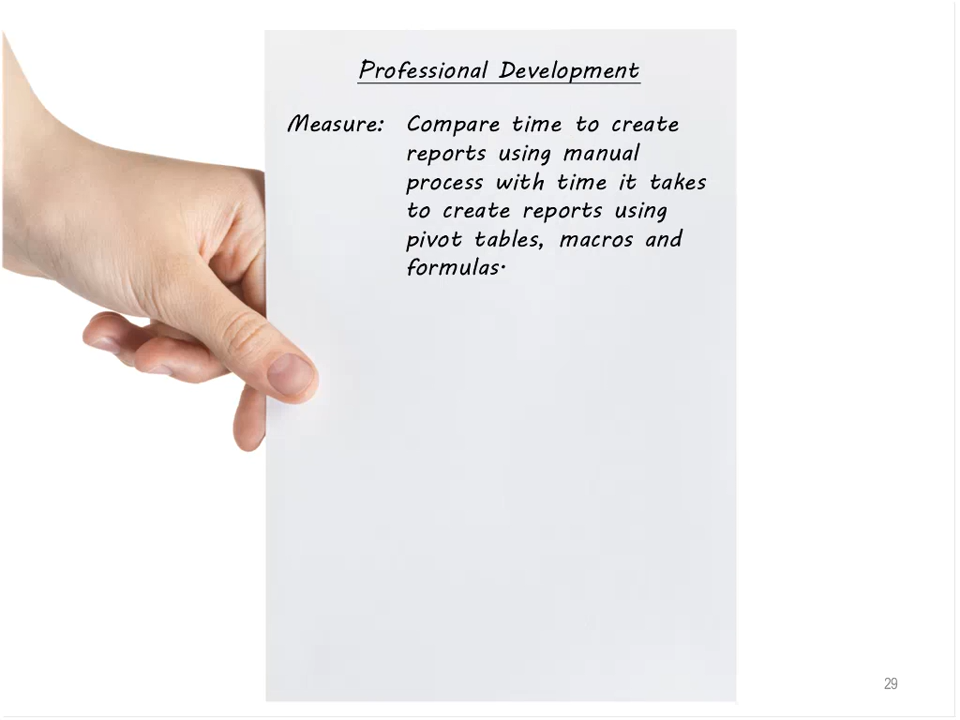 Professional Development
Measure: Compare time to create
reports using manual
process with time it takes
to create reports using
pivot tables, macros and
formulas.
29